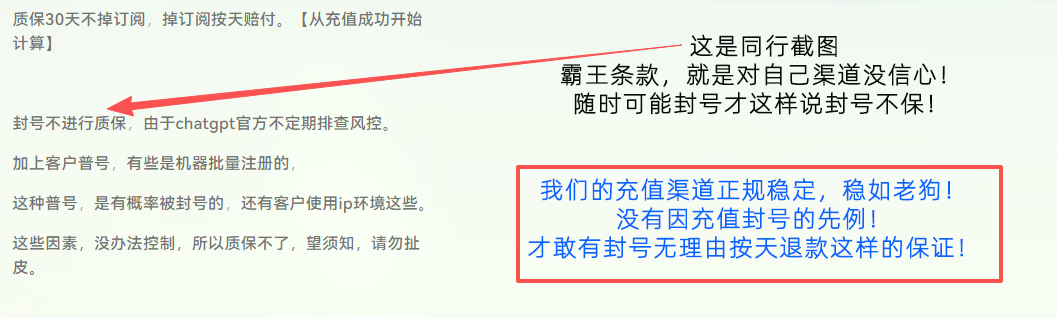 质保30天不掉订阅，掉订阅按天赔付。【从充值成功开始
计算】
封号不进行质保，由于chatgpt官方不定期排查风控。
加上客户普号，有些是机器批量注册的，
这种普号，是有概率被封号的，还有客户使用ip环境这些。
这些因素，没办法控制，所以质保不了，望须知，请勿扯
皮。
这是同行截图
霸王条款，就是对自己渠道没信心！
随时可能封号才这样说封号不保！
我们的充值渠道正规稳定，稳如老狗！
没有因充值封号的先例！
才敢有封号无理由按天退款这样的保证！